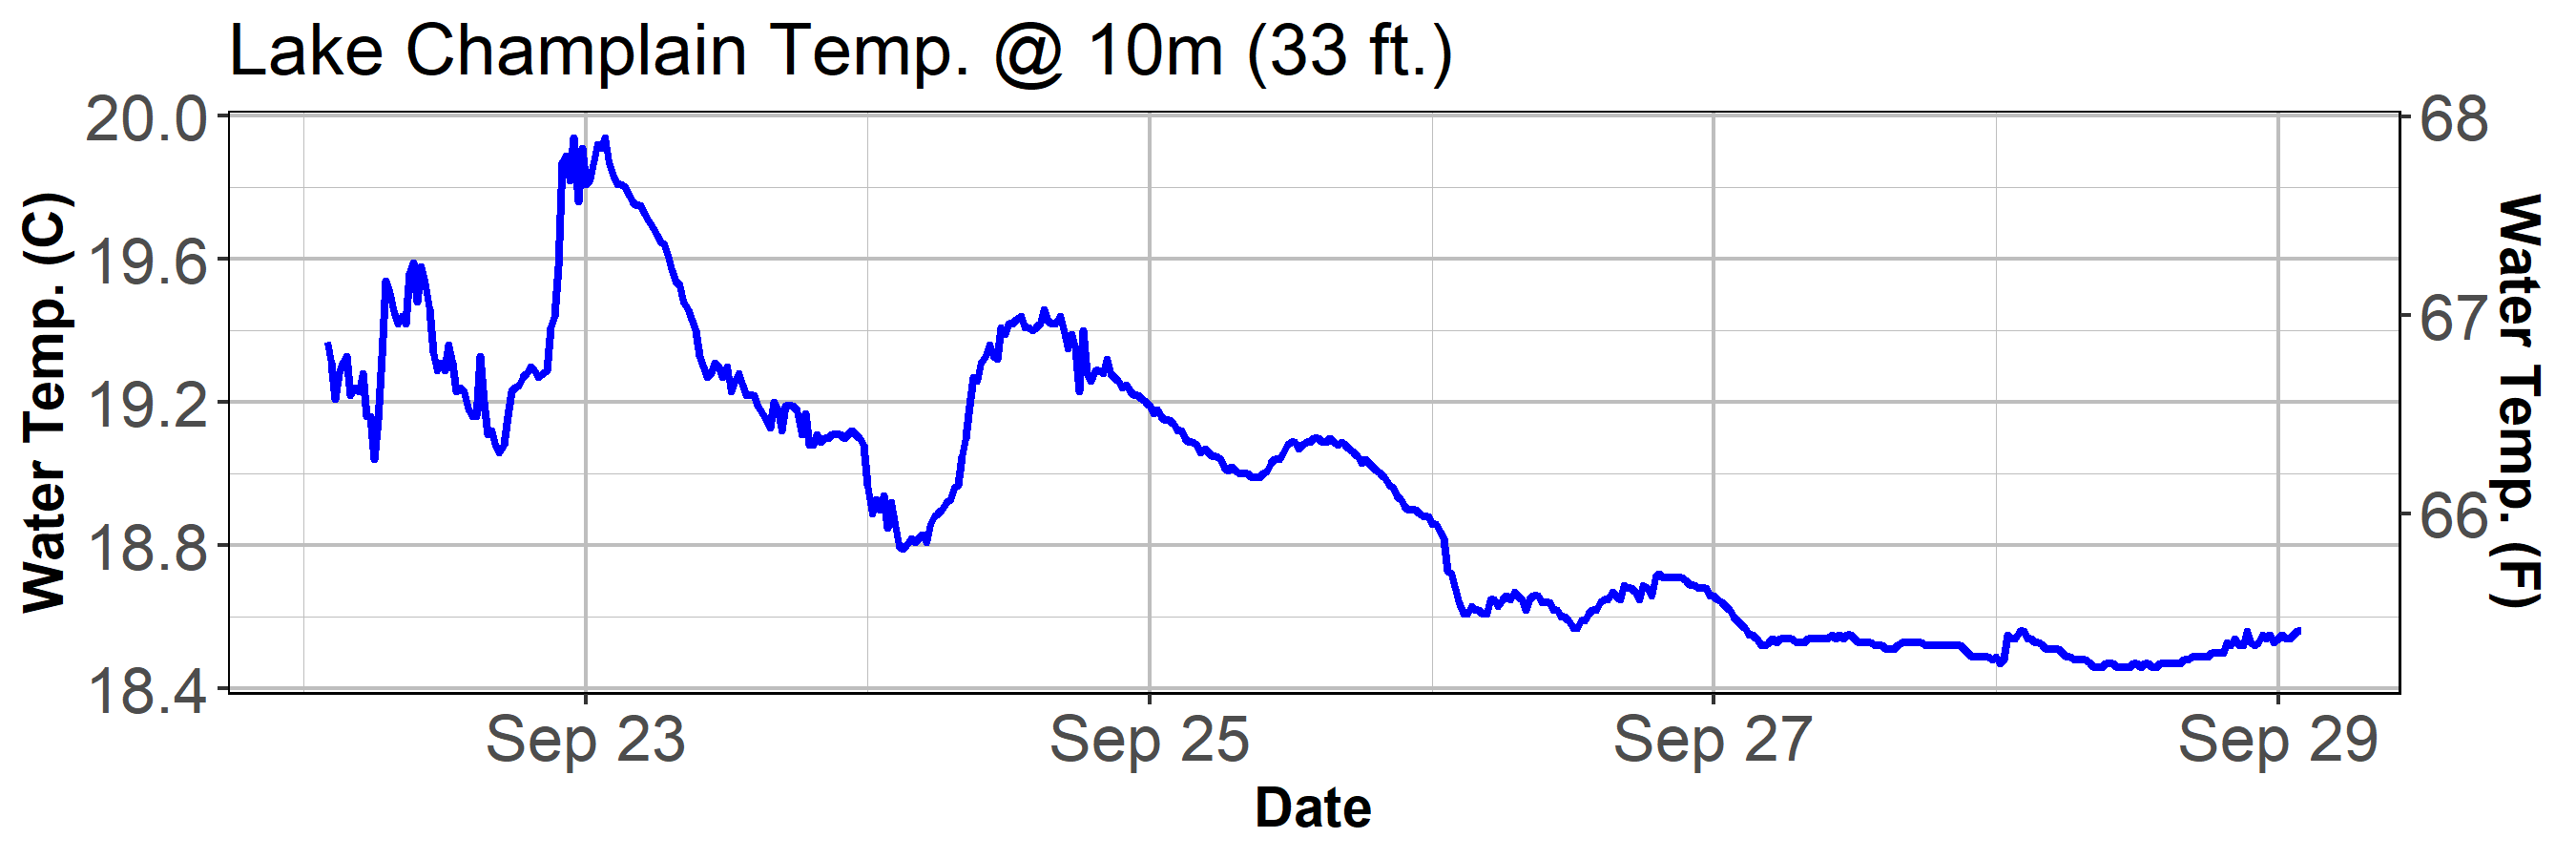 Lake Champlain Temp. @ 10m (33 ft.)
Water Temp. (C)
20.0
19.6
19.2
18.8
18.4
68
67
66
Water Temp. (F)
Sep 23 Sep 25 Sep 27 Sep 29
Date